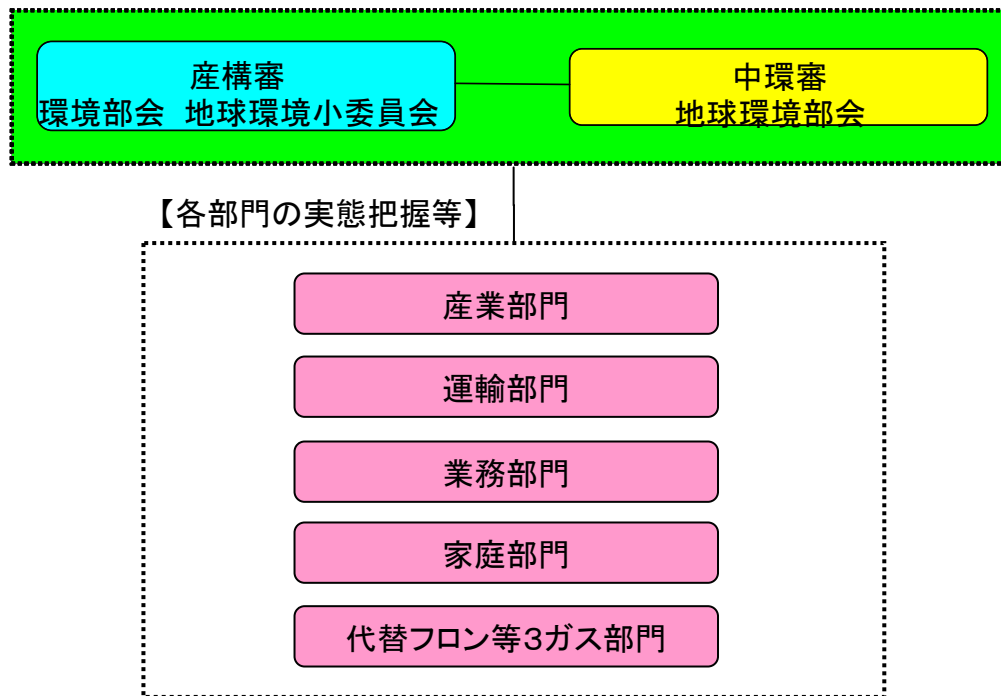 産構審
環境部会 地球環境小委員会
中環審
地球環境部会
【各部門の実態把握等】
産業部門
運輸部門
業務部門
家庭部門
代替フロン等3ガス部門